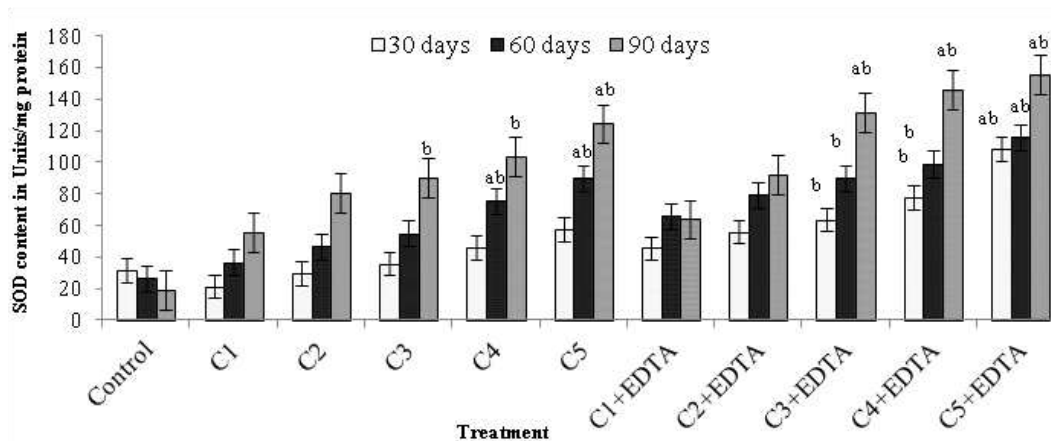 SOD content in Units/mg protein
180
160
140
120
100
80
60
40
20
0
30 days 60 days 90 days
b
ab
b
ab
ab
b
b
ab
b
b
ab
ab
ab
ab
Control C1 C2 C3 C4 C5 C1+EDTA C2+EDTA C3+EDTA C4+EDTA C5+EDTA
Treatment